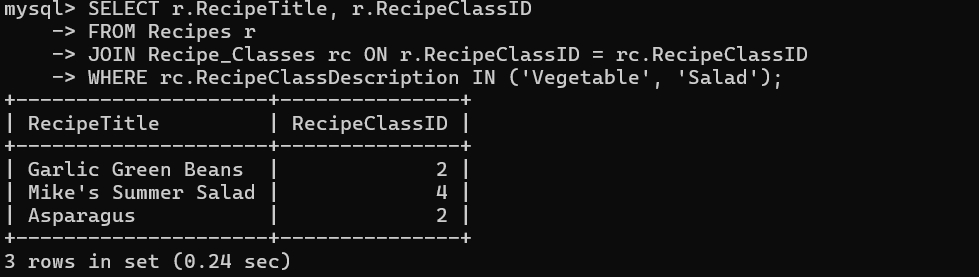 mysql> SELECT r.RecipeTitle, r.RecipeClassID
    -> FROM Recipes r
    -> JOIN Recipe_Classes rc ON r.RecipeClassID = rc.RecipeClassID
    -> WHERE rc.RecipeClassDescription IN ('Vegetable', 'Salad');
+---------------------+---------------+
| RecipeTitle         | RecipeClassID |
+---------------------+---------------+
| Garlic Green Beans  |             2 |
| Mike's Summer Salad |             4 |
| Asparagus           |             2 |
+---------------------+---------------+
3 rows in set (0.24 sec)